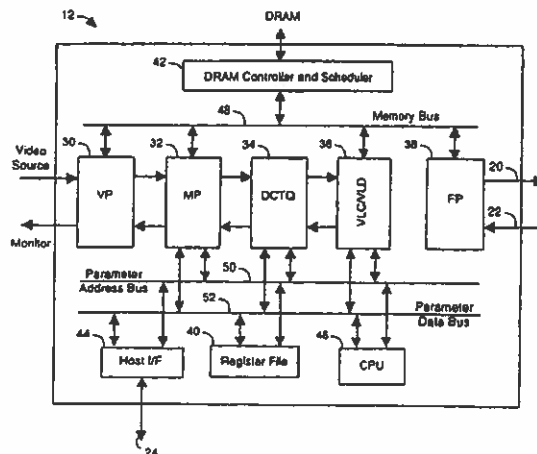 12
DRAM
42
DRAM Controller and Scheduler
48
Memory Bus
30
32
34
36
38
Video Source
VP
MP
DCTQ
VLC/VLD
FP
20
22
Monitor
Parameter Address Bus
50
52
Parameter Data Bus
44
Host I/F
40
Register File
46
CPU
24